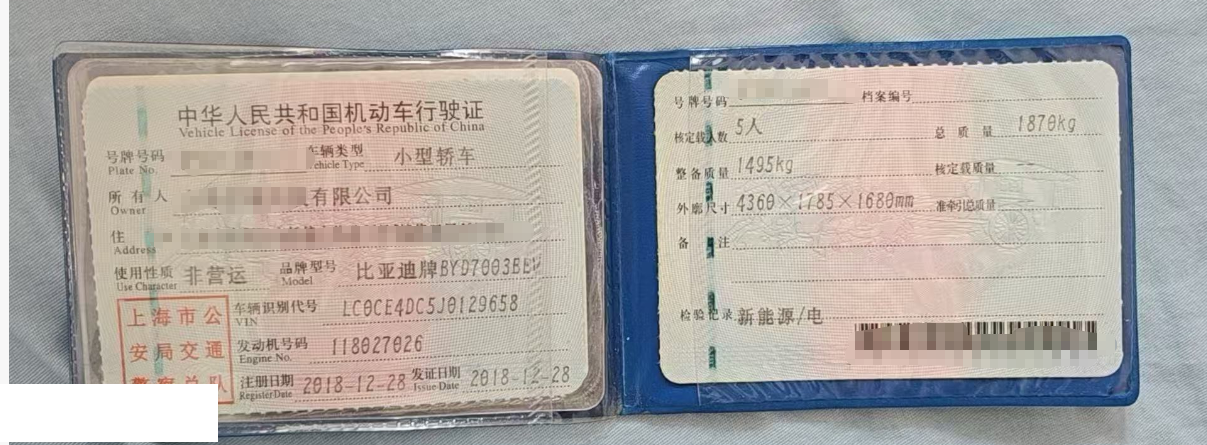 中华人民共和国机动车行驶证
Vehicle License of the People's Republic of China
号牌号码
Plate No.
车辆类型 小型轿车
Vehicle Type
所有人 有限公司
Owner
住
Address
使用性质 非营运
Use Character
品牌型号 比亚迪牌BYD7003BEV
Model
上海市公
安局交通
警察总队
车辆识别代号 LC0CE4DC5J0129658
VIN
发动机号码 118027026
Engine No.
注册日期 2018-12-28
Register Date
发证日期 2018-12-28
Issue Date
号牌号码 档案编号
核定载人数 5人 总质量 1870kg
整备质量 1495kg 核定载质量 --
外廓尺寸 4360×1785×1680mm 准牵引总质量 --
备注
检验记录 新能源/电